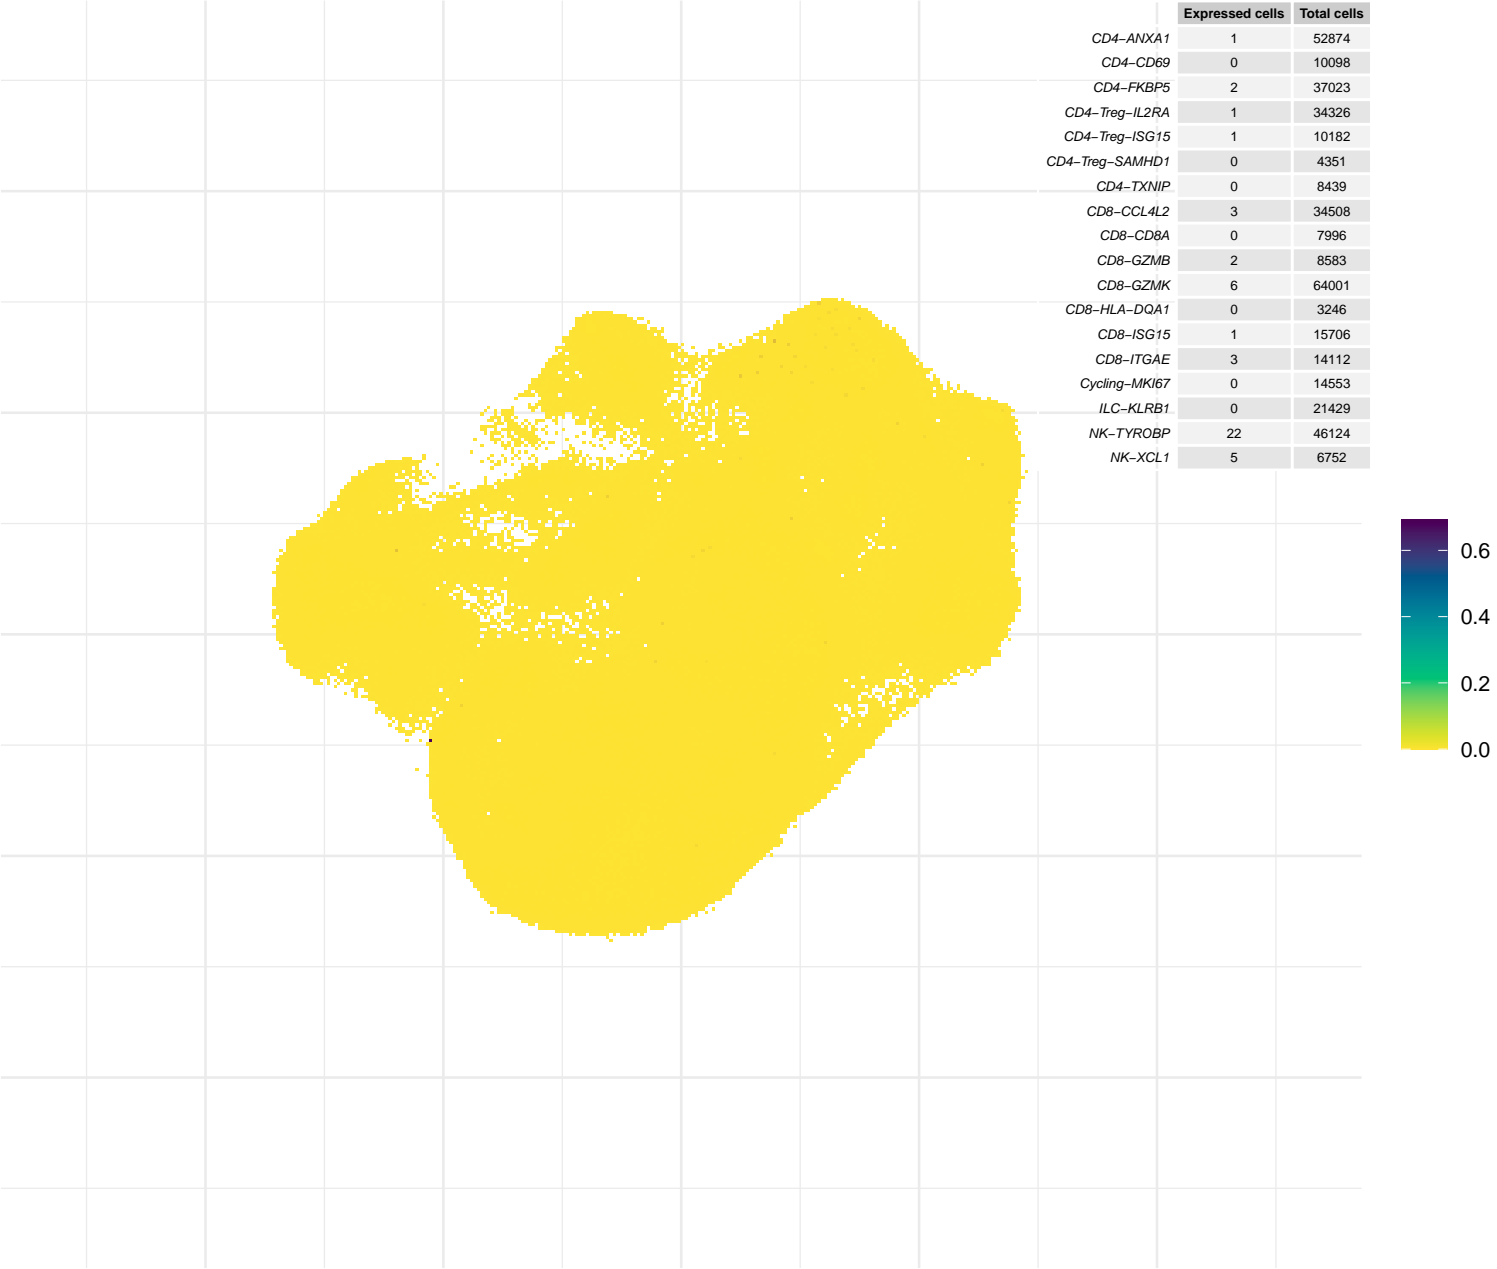 Expressed cells Total cells
CD4−ANXA1 1 52874
CD4−CD69 0 10098
CD4−FKBP5 2 37023
CD4−Treg−IL2RA 1 34326
CD4−Treg−ISG15 1 10182
CD4−Treg−SAMHD1 0 4351
CD4−TXNIP 0 8439
CD8−CCL4L2 3 34508
CD8−CD8A 0 7996
CD8−GZMB 2 8583
CD8−GZMK 6 64001
CD8−HLA−DQA1 0 3246
CD8−ISG15 1 15706
CD8−ITGAE 3 14112
Cycling−MKI67 0 14553
ILC−KLRB1 0 21429
NK−TYROBP 22 46124
NK−XCL1 5 6752
0.6
0.4
0.2
0.0